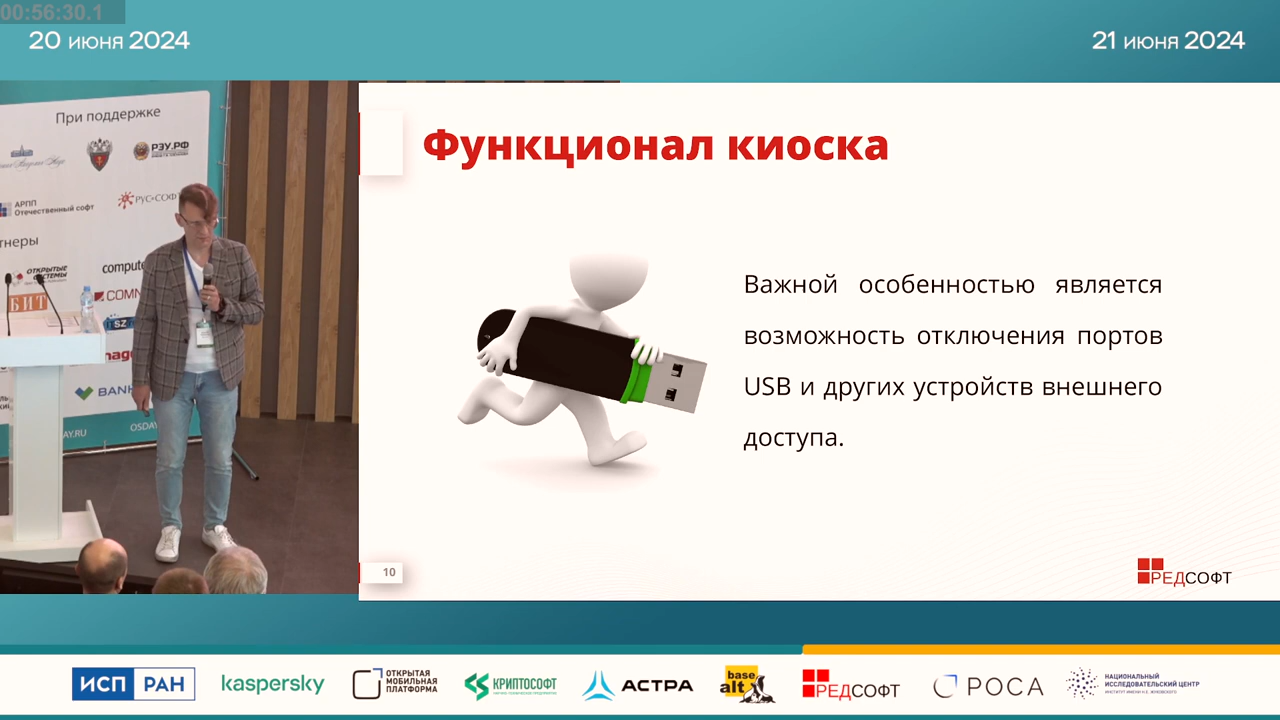 00:56:30.1
20 июня 2024
21 июня 2024
При поддержке
РЗУ.РФ
АРПП
Отечественный софт
РУС-СОФТ
ОТКРЫТЫЕ
СИСТЕМЫ
БИТ
OSDAY
Функционал киоска
Важной особенностью является
возможность отключения портов
USB и других устройств внешнего
доступа.
10
РЕДСОФТ
ИСП РАН
kaspersky
ОТКРЫТАЯ
МОБИЛЬНАЯ
ПЛАТФОРМА
КРИПТОСОФТ
АСТРА
base
alt
РЕДСОФТ
РОСА
НАЦИОНАЛЬНЫЙ
ИССЛЕДОВАТЕЛЬСКИЙ ЦЕНТР